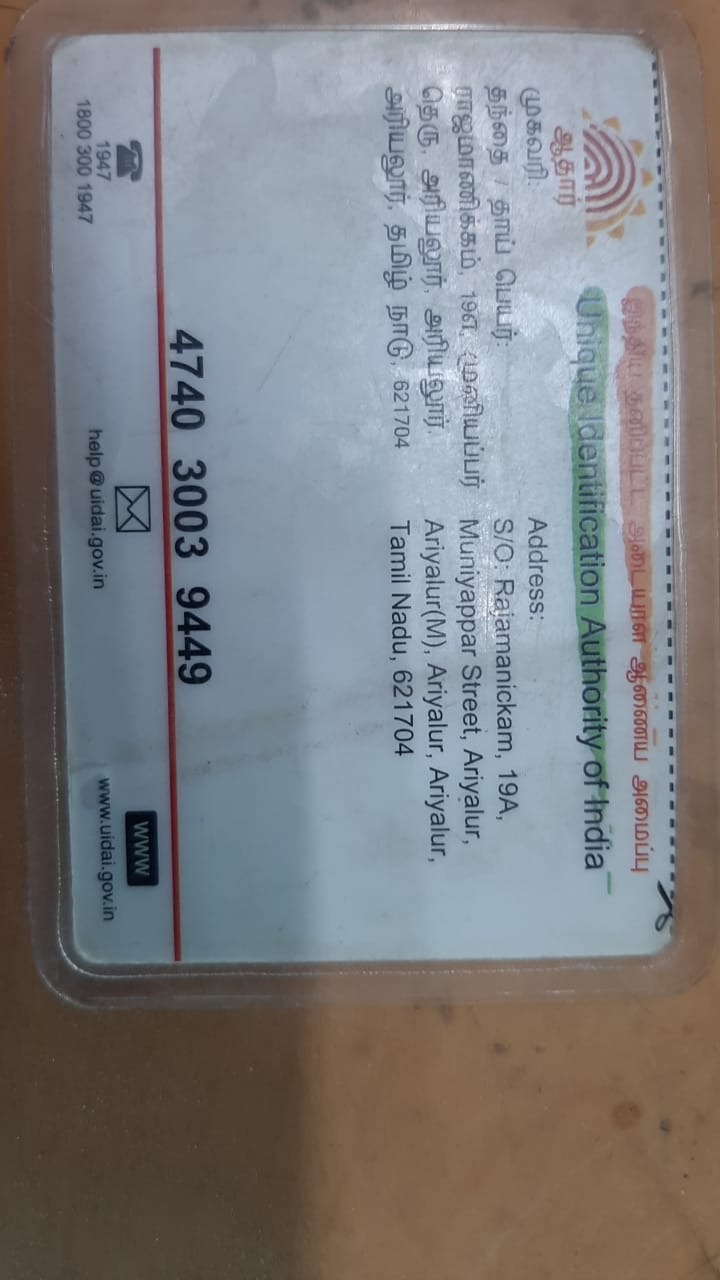 இந்திய தனிப்பட்ட அடையாள ஆணைய அமைப்பு
Unique Identification Authority of India
ஆதார்
முகவரி:
தந்தை / தாய் பெயர்:
ராஜமாணிக்கம், 19எ, முனியப்பர்
தெரு, அரியலூர், அரியலூர்,
அரியலூர், தமிழ் நாடு, 621704
Address:
S/O: Rajamanickam, 19A,
Muniyappar Street, Ariyalur,
Ariyalur(M), Ariyalur, Ariyalur,
Tamil Nadu, 621704
4740 3003 9449
1947
1800 300 1947
help@uidai.gov.in
WWW
www.uidai.gov.in